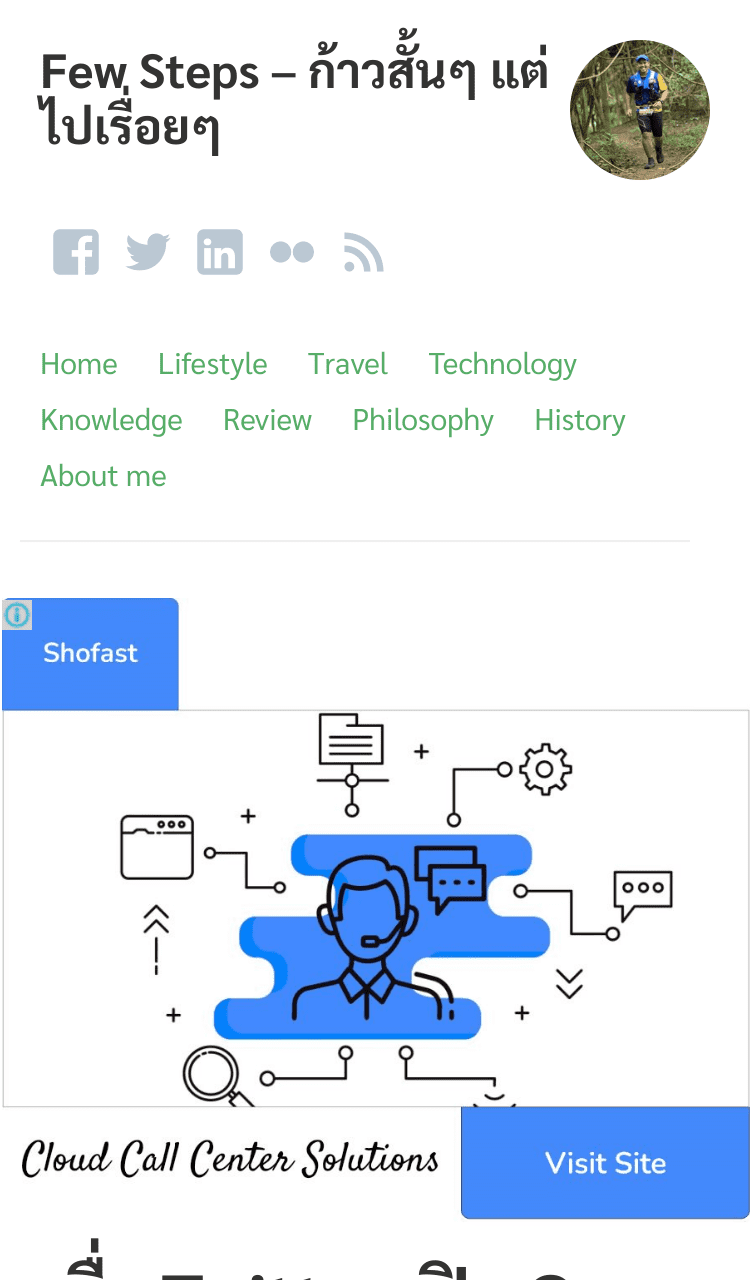 Few Steps – ก้าวสั้นๆ แต่
ไปเรื่อยๆ
Home Lifestyle Travel Technology
Knowledge Review Philosophy History
About me
Shofast
Cloud Call Center Solutions
Visit Site